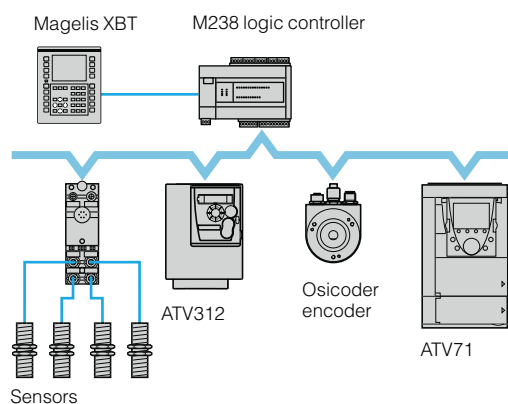 Magelis XBT
M238 logic controller
ATV312
Osicoder
encoder
ATV71
Sensors